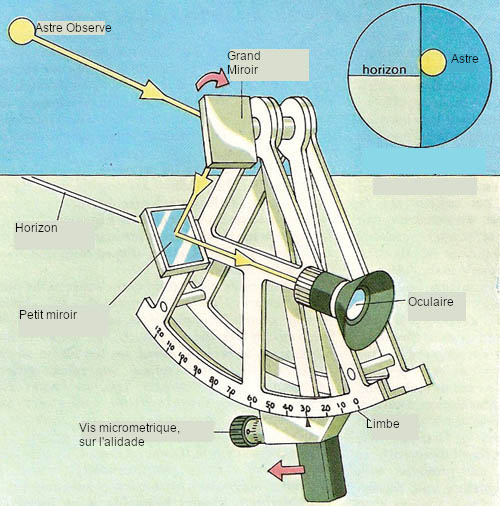 Astre Observe
Grand
Miroir
horizon
Astre
Horizon
Petit miroir
Oculaire
120 110 100 90 80 70 60 50 40 30 20 10 0
Limbe
Vis micrometrique,
sur l'alidade